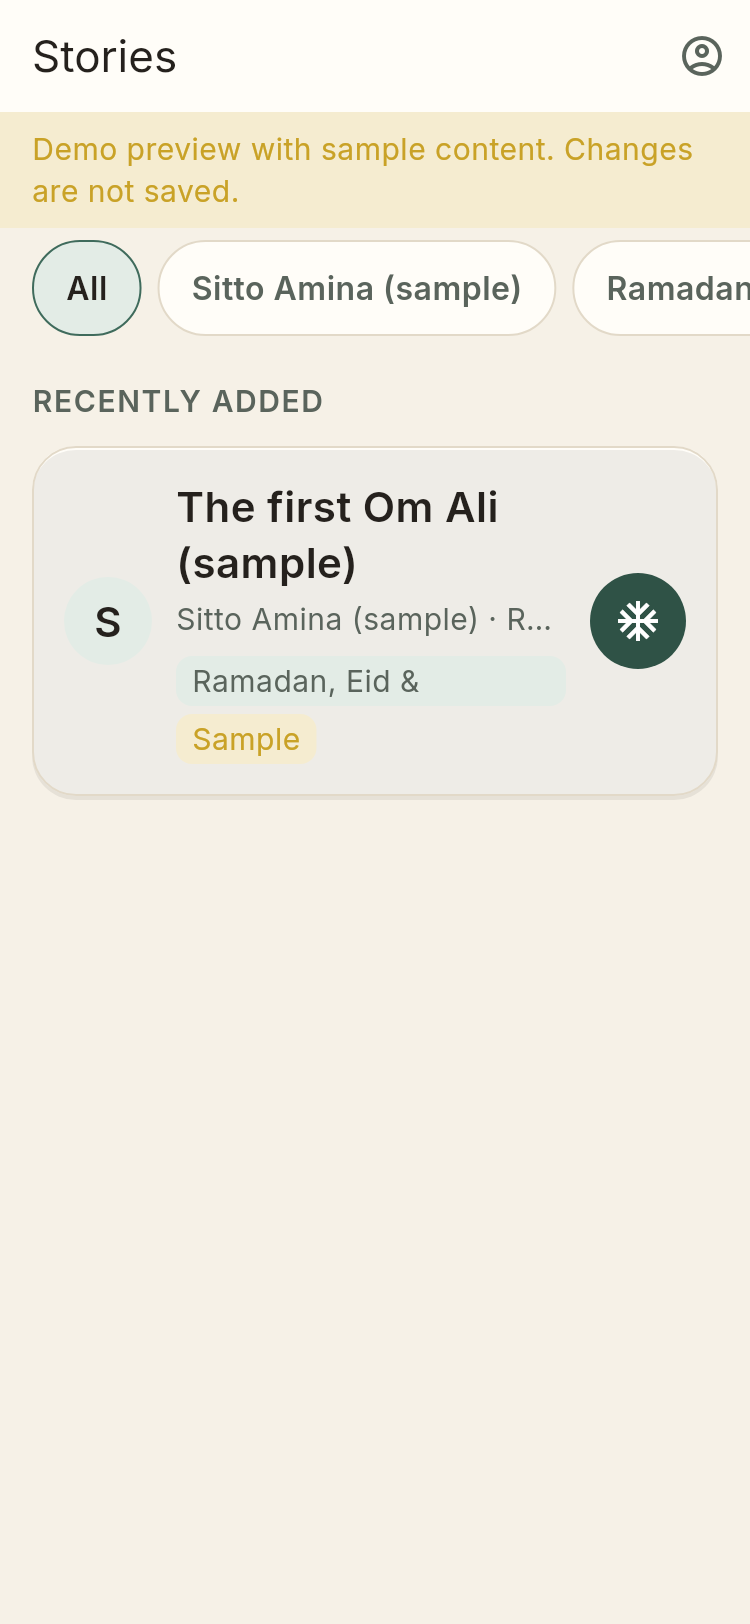 Stories
Demo preview with sample content. Changes
are not saved.
All
Sitto Amina (sample)
Ramadan
RECENTLY ADDED
The first Om Ali
(sample)
S
Sitto Amina (sample) · R...
Ramadan, Eid &
Sample